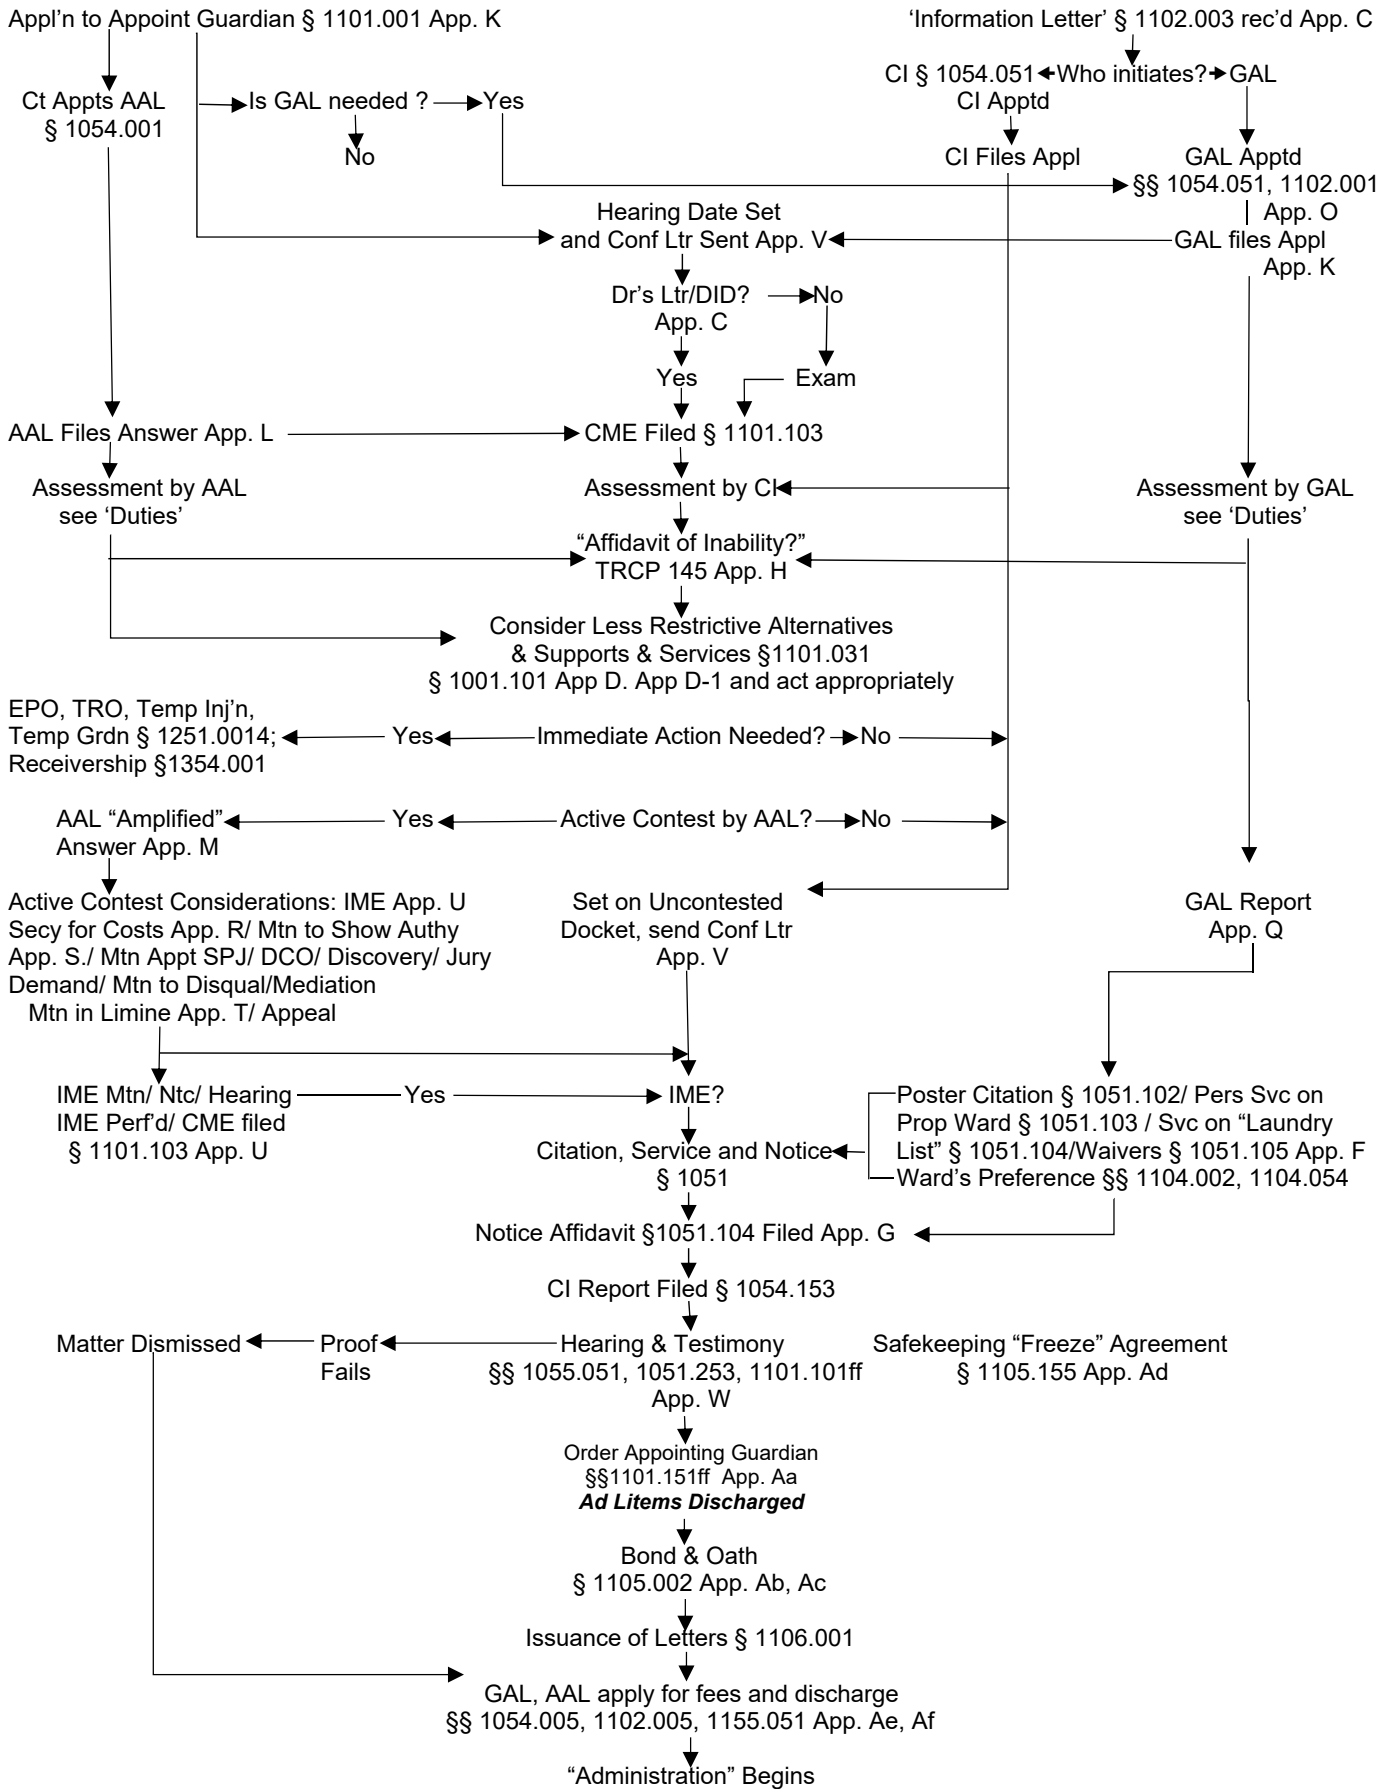 Appl'n to Appoint Guardian § 1101.001 App. K
‘Information Letter’ § 1102.003 rec’d App. C
CI § 1054.051
Who initiates?
GAL
CI Apptd
Ct Appts AAL
§ 1054.001
Is GAL needed ?
Yes
No
CI Files Appl
GAL Apptd
§§ 1054.051, 1102.001
App. O
Hearing Date Set
and Conf Ltr Sent App. V
GAL files Appl
App. K
Dr’s Ltr/DID?
App. C
No
Yes
Exam
AAL Files Answer App. L
CME Filed § 1101.103
Assessment by AAL
see ‘Duties’
Assessment by CI
Assessment by GAL
see ‘Duties’
“Affidavit of Inability?”
TRCP 145 App. H
Consider Less Restrictive Alternatives
& Supports & Services §1101.031
§ 1001.101 App D. App D-1 and act appropriately
EPO, TRO, Temp Inj’n,
Temp Grdn § 1251.0014;
Receivership §1354.001
Yes
Immediate Action Needed?
No
AAL “Amplified”
Answer App. M
Yes
Active Contest by AAL?
No
Active Contest Considerations: IME App. U
Secy for Costs App. R/ Mtn to Show Authy
App. S./ Mtn Appt SPJ/ DCO/ Discovery/ Jury
Demand/ Mtn to Disqual/Mediation
Mtn in Limine App. T/ Appeal
Set on Uncontested
Docket, send Conf Ltr
App. V
GAL Report
App. Q
IME Mtn/ Ntc/ Hearing
IME Perf’d/ CME filed
§ 1101.103 App. U
Yes
IME?
Poster Citation § 1051.102/ Pers Svc on
Prop Ward § 1051.103 / Svc on “Laundry
List” § 1051.104/Waivers § 1051.105 App. F
Ward’s Preference §§ 1104.002, 1104.054
Citation, Service and Notice
§ 1051
Notice Affidavit §1051.104 Filed App. G
CI Report Filed § 1054.153
Matter Dismissed
Proof
Fails
Hearing & Testimony
§§ 1055.051, 1051.253, 1101.101ff
App. W
Safekeeping “Freeze” Agreement
§ 1105.155 App. Ad
Order Appointing Guardian
§§1101.151ff App. Aa
Ad Litems Discharged
Bond & Oath
§ 1105.002 App. Ab, Ac
Issuance of Letters § 1106.001
GAL, AAL apply for fees and discharge
§§ 1054.005, 1102.005, 1155.051 App. Ae, Af
“Administration” Begins